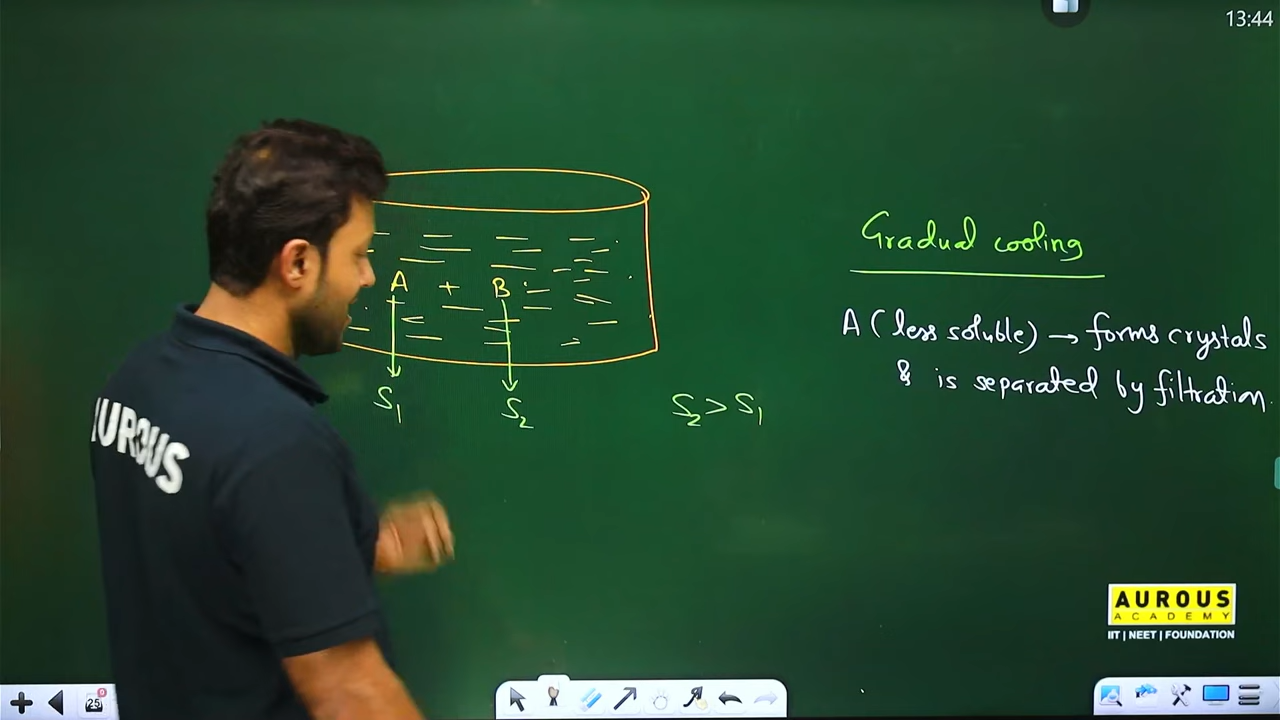 13:44
Gradual cooling
A + B
A (less soluble) → forms crystals
& is separated by filtration.
S₁
S₂
S₂ > S₁
AUROUS
AUROUS
ACADEMY
IIT | NEET | FOUNDATION
25